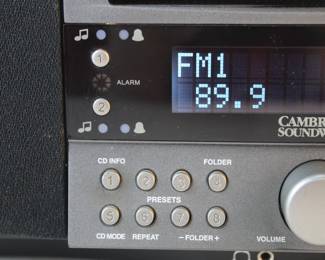 FM1
1
ALARM
89.9
2
CAMBR
SOUNDW
CD INFO
FOLDER
1 2 3
PRESETS
5 6 7 8
CD MODE REPEAT – FOLDER +
VOLUME